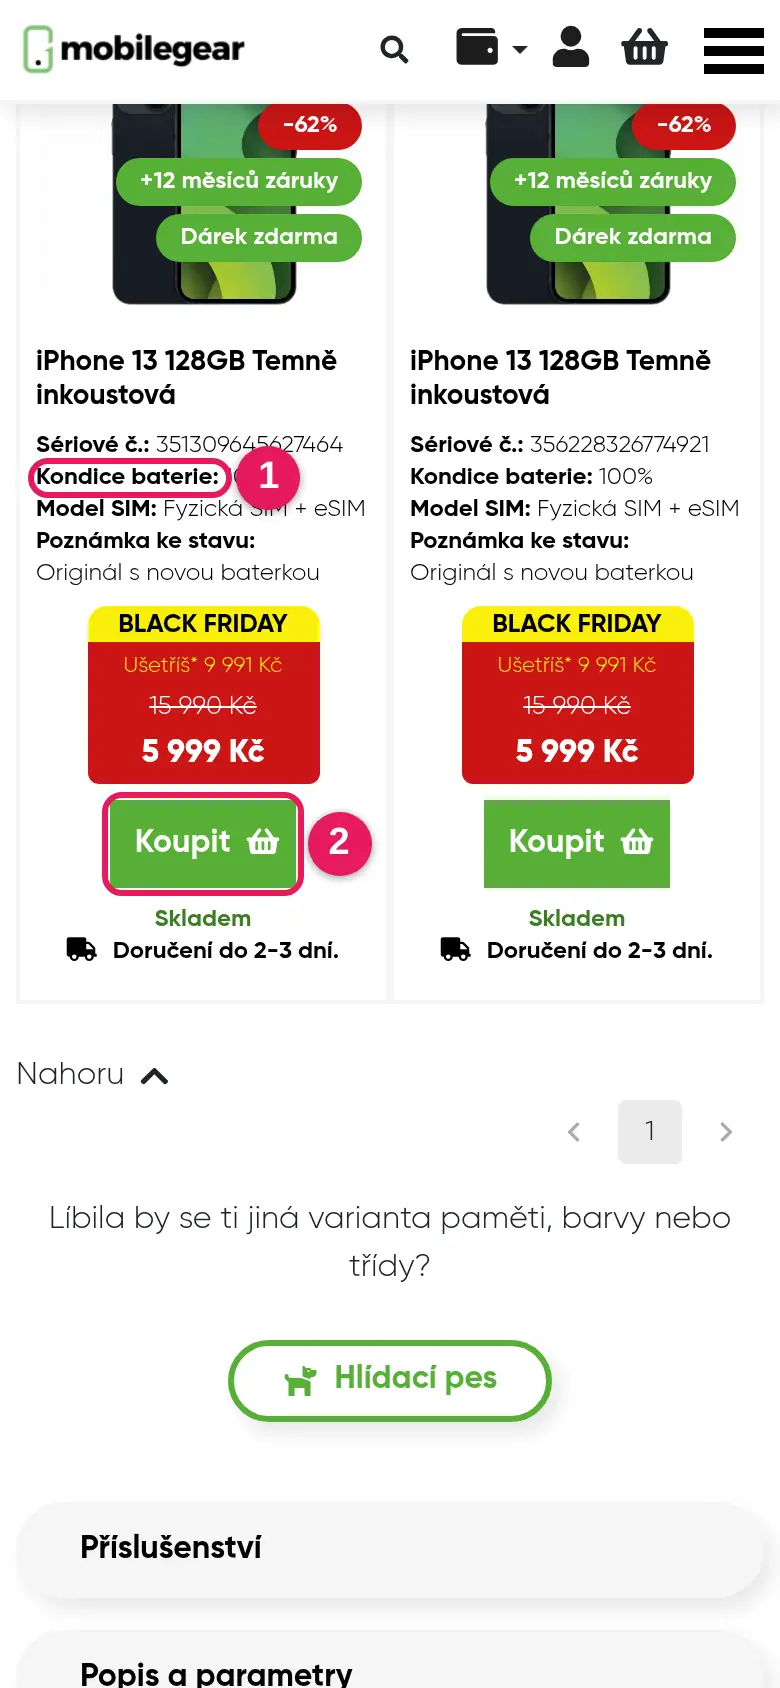 mobilegear
-62%
-62%
+12 měsíců záruky
+12 měsíců záruky
Dárek zdarma
Dárek zdarma
iPhone 13 128GB Temně
inkoustová
Sériové č.: 351309645627464
Kondice baterie:
1
Model SIM: Fyzická SIM + eSIM
Poznámka ke stavu:
Originál s novou baterkou
BLACK FRIDAY
Ušetříš* 9 991 Kč
15 990 Kč
5 999 Kč
Koupit
2
Skladem
Doručení do 2-3 dní.
iPhone 13 128GB Temně
inkoustová
Sériové č.: 356228326774921
Kondice baterie: 100%
Model SIM: Fyzická SIM + eSIM
Poznámka ke stavu:
Originál s novou baterkou
BLACK FRIDAY
Ušetříš* 9 991 Kč
15 990 Kč
5 999 Kč
Koupit
Skladem
Doručení do 2-3 dní.
Nahoru
1
Líbila by se ti jiná varianta paměti, barvy nebo
třídy?
Hlídací pes
Příslušenství
Popis a parametry